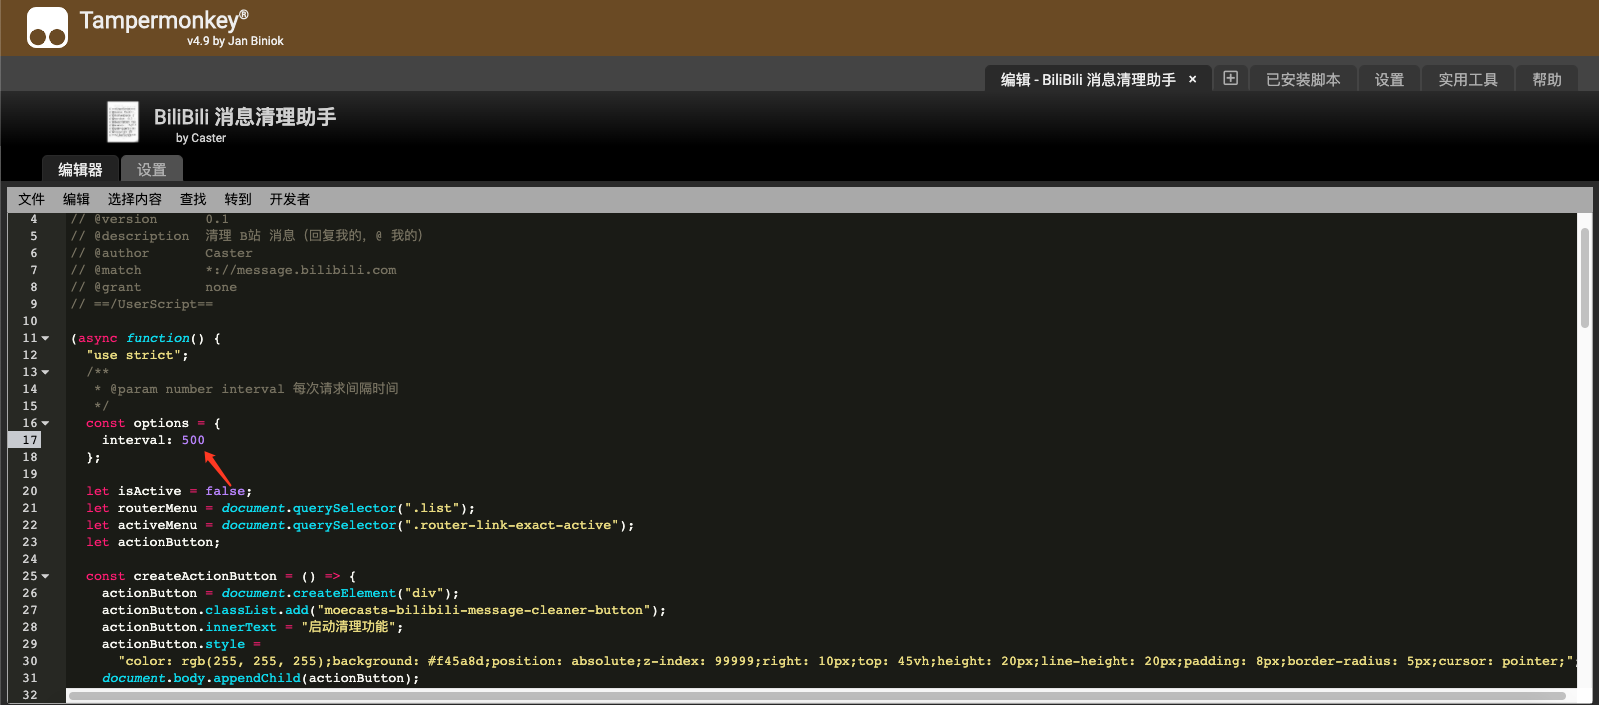 Tampermonkey®
v4.9 by Jan Biniok
编辑 - BiliBili 消息清理助手 × 已安装脚本 设置 实用工具 帮助
BiliBili 消息清理助手
by Caster
编辑器 设置
文件 编辑 选择内容 查找 转到 开发者
4 // @version 0.1
5 // @description 清理 B站 消息（回复我的，@ 我的）
6 // @author Caster
7 // @match *://message.bilibili.com
8 // @grant none
9 // ==/UserScript==
10
11 (async function() {
12 "use strict";
13 /**
14 * @param number interval 每次请求间隔时间
15 */
16 const options = {
17 interval: 500
18 };
19
20 let isActive = false;
21 let routerMenu = document.querySelector(".list");
22 let activeMenu = document.querySelector(".router-link-exact-active");
23 let actionButton;
24
25 const createActionButton = () => {
26 actionButton = document.createElement("div");
27 actionButton.classList.add("moecasts-bilibili-message-cleaner-button");
28 actionButton.innerText = "启动清理功能";
29 actionButton.style =
30 "color: rgb(255, 255, 255);background: #f45a8d;position: absolute;z-index: 99999;right: 10px;top: 45vh;height: 20px;line-height: 20px;padding: 8px;border-radius: 5px;cursor: pointer;";
31 document.body.appendChild(actionButton);
32